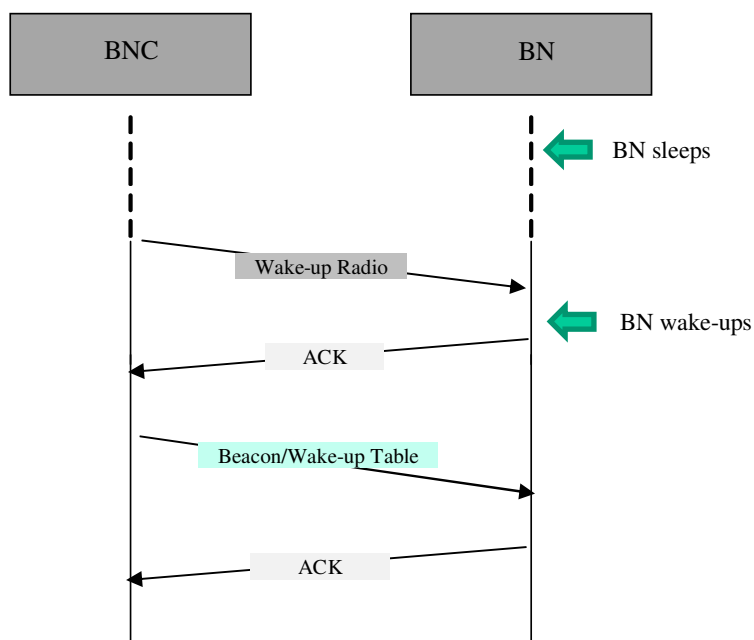 BNC
BN
BN sleeps
Wake-up Radio
BN wake-ups
ACK
Beacon/Wake-up Table
ACK